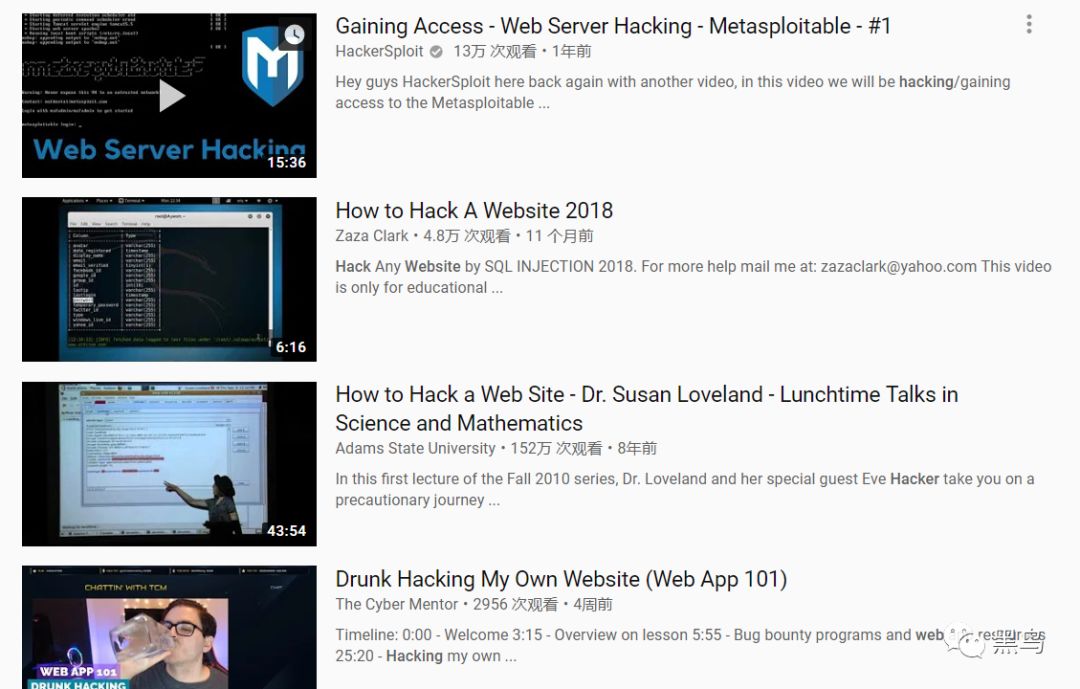 Gaining Access - Web Server Hacking - Metasploitable - #1
HackerSploit 13万 次观看 • 1年前
Hey guys HackerSploit here back again with another video, in this video we will be hacking/gaining
access to the Metasploitable ...
Web Server Hacking
15:36
How to Hack A Website 2018
Zaza Clark • 4.8万 次观看 • 11 个月前
Hack Any Website by SQL INJECTION 2018. For more help mail me at: zazaclark@yahoo.com This video
is only for educational ...
6:16
How to Hack a Web Site - Dr. Susan Loveland - Lunchtime Talks in
Science and Mathematics
Adams State University • 152万 次观看 • 8年前
In this first lecture of the Fall 2010 series, Dr. Loveland and her special guest Eve Hacker take you on a
precautionary journey ...
43:54
Drunk Hacking My Own Website (Web App 101)
The Cyber Mentor • 2956 次观看 • 4周前
Timeline: 0:00 - Welcome 3:15 - Overview on lesson 5:55 - Bug bounty programs and web resources
25:20 - Hacking my own ...
CHATTIN' WITH TCM
WEB APP 101
DRUNK HACKING
黑鸟